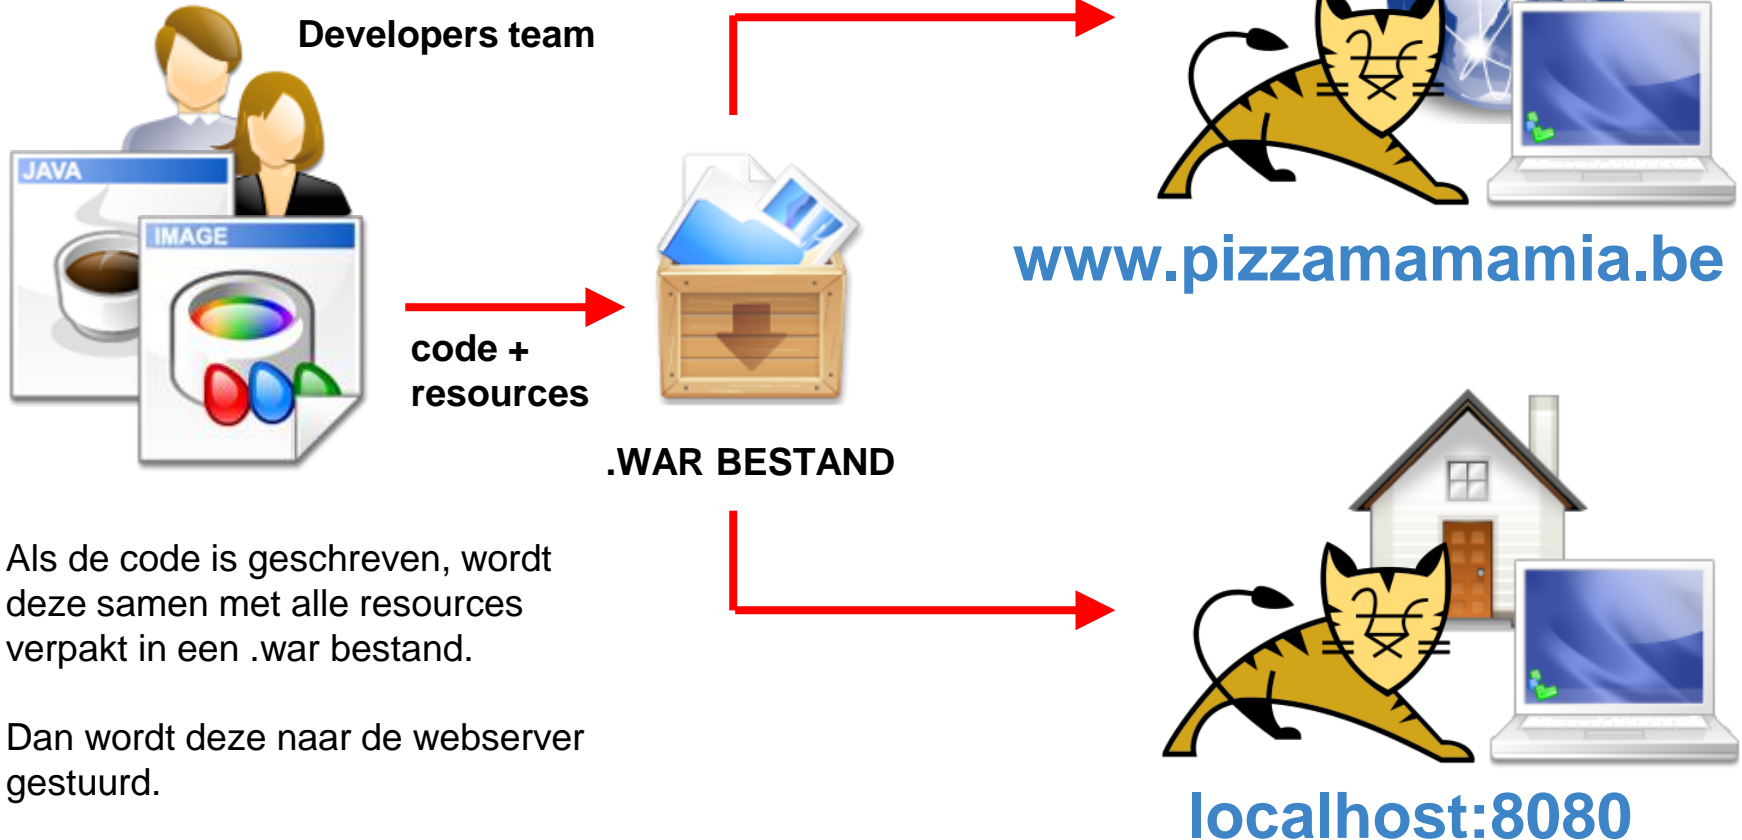 Developers team
JAVA
IMAGE
code +
resources
.WAR BESTAND
www.pizzamamamia.be
Als de code is geschreven, wordt
deze samen met alle resources
verpakt in een .war bestand.
Dan wordt deze naar de webserver
gestuurd.
localhost:8080